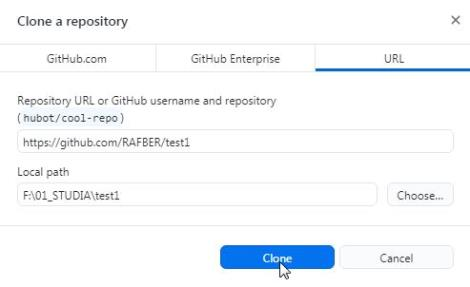 Clone a repository
GitHub.com
GitHub Enterprise
URL
Repository URL or GitHub username and repository
(hubot/cool-repo)
https://github.com/RAFBER/test1
Local path
F:\01_STUDIA\test1
Choose...
Clone
Cancel